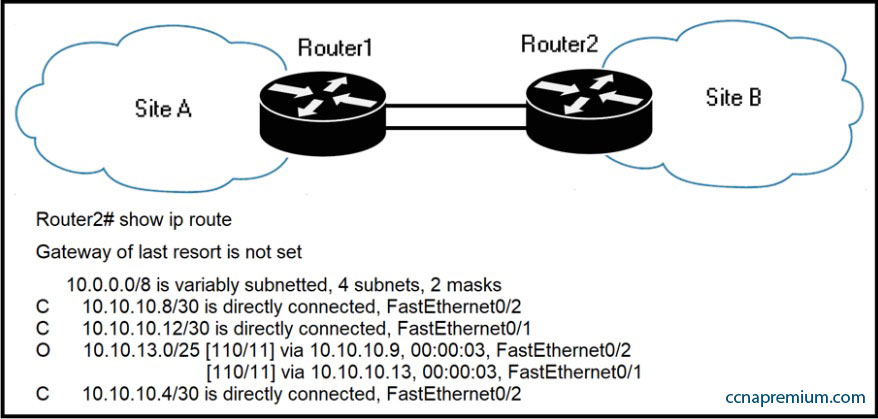 Router1
Router2
Site A
Site B
Router2# show ip route
Gateway of last resort is not set
10.0.0.0/8 is variably subnetted, 4 subnets, 2 masks
C 10.10.10.8/30 is directly connected, FastEthernet0/2
C 10.10.10.12/30 is directly connected, FastEthernet0/1
O 10.10.13.0/25 [110/11] via 10.10.10.9, 00:00:03, FastEthernet0/2
[110/11] via 10.10.10.13, 00:00:03, FastEthernet0/1
C 10.10.10.4/30 is directly connected, FastEthernet0/2
ccnapremium.com